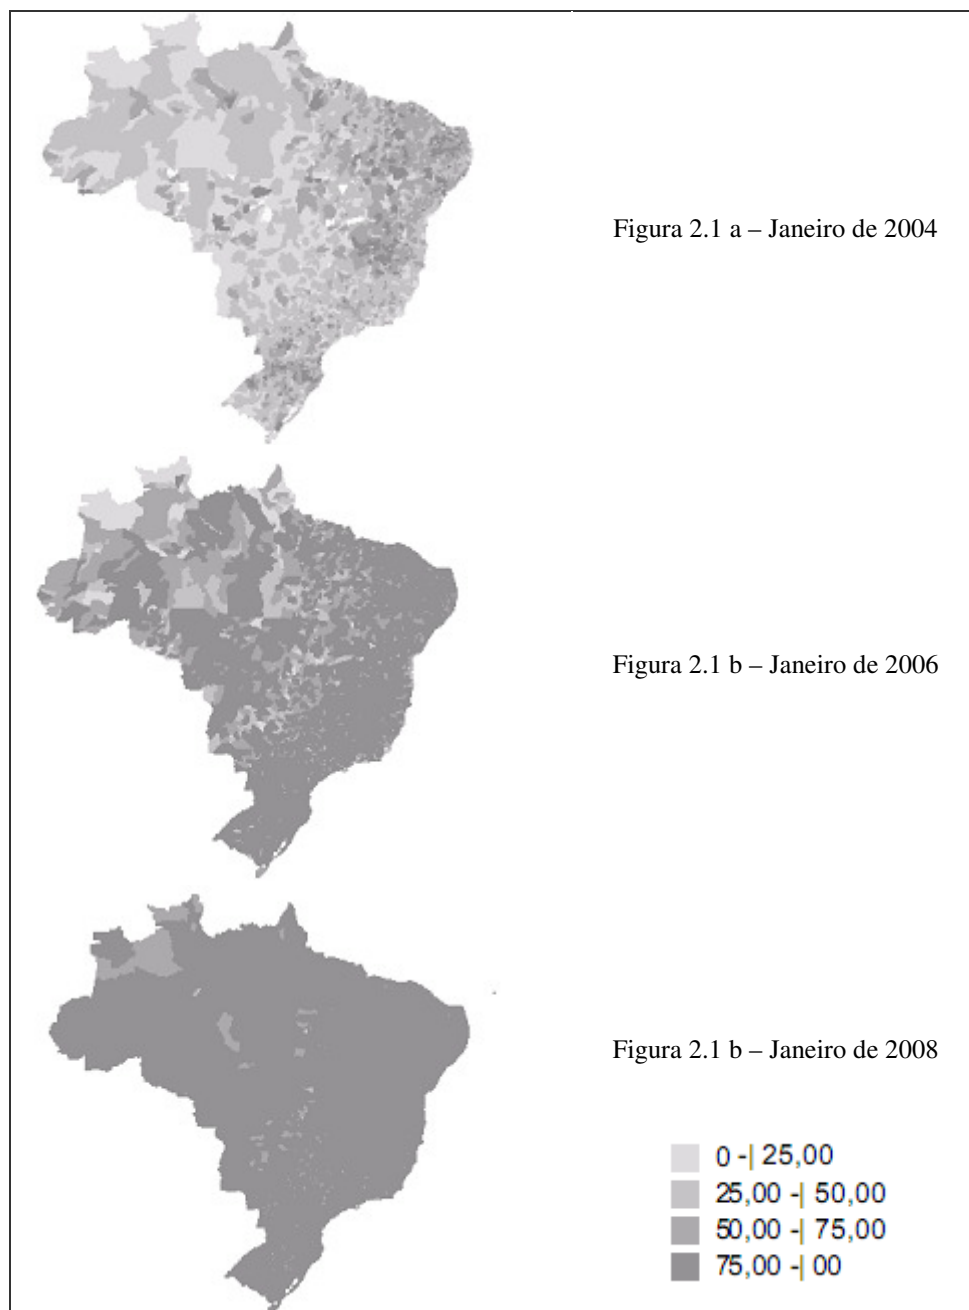 Figura 2.1 a – Janeiro de 2004
Figura 2.1 b – Janeiro de 2006
Figura 2.1 b – Janeiro de 2008
0 -| 25,00
25,00 -| 50,00
50,00 -| 75,00
75,00 -| 00